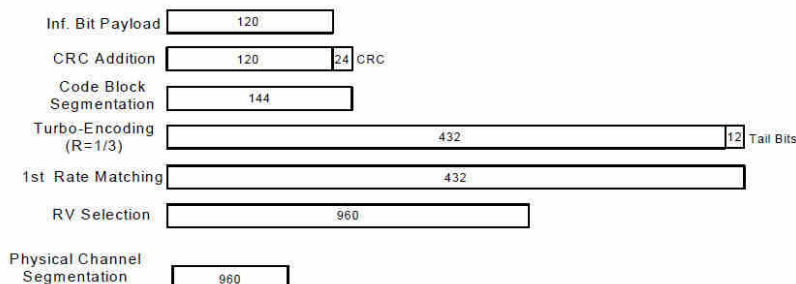 Inf. Bit Payload 120
CRC Addition 120 24 CRC
Code Block
Segmentation 144
Turbo-Encoding
(R=1/3) 432 12 Tail Bits
1st Rate Matching 432
RV Selection 960
Physical Channel
Segmentation 960